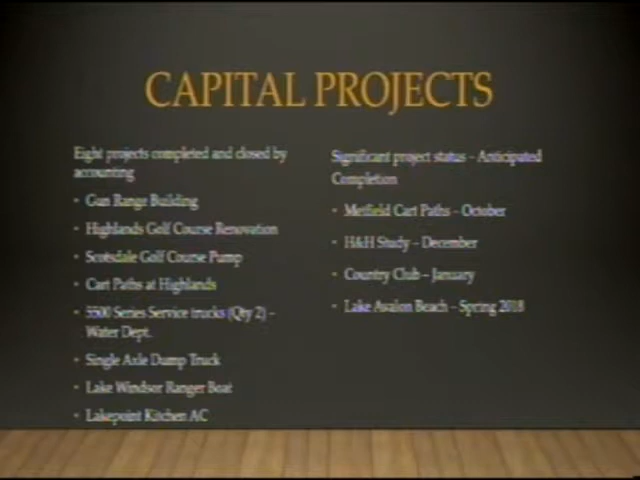 CAPITAL PROJECTS
Eight projects completed and closed by
accounting
• Gun Range Building
• Highlands Golf Course Renovation
• Scotsdale Golf Course Pump
• Cart Paths at Highlands
• 3500 Series Service trucks (Qty 2) –
Water Dept.
• Single Axle Dump Truck
• Lake Windsor Ranger Boat
• Lakepoint Kitchen AC
Significant project status – Anticipated
Completion
• Metfield Cart Paths – October
• H&H Study – December
• Country Club – January
• Lake Avalon Beach – Spring 2018